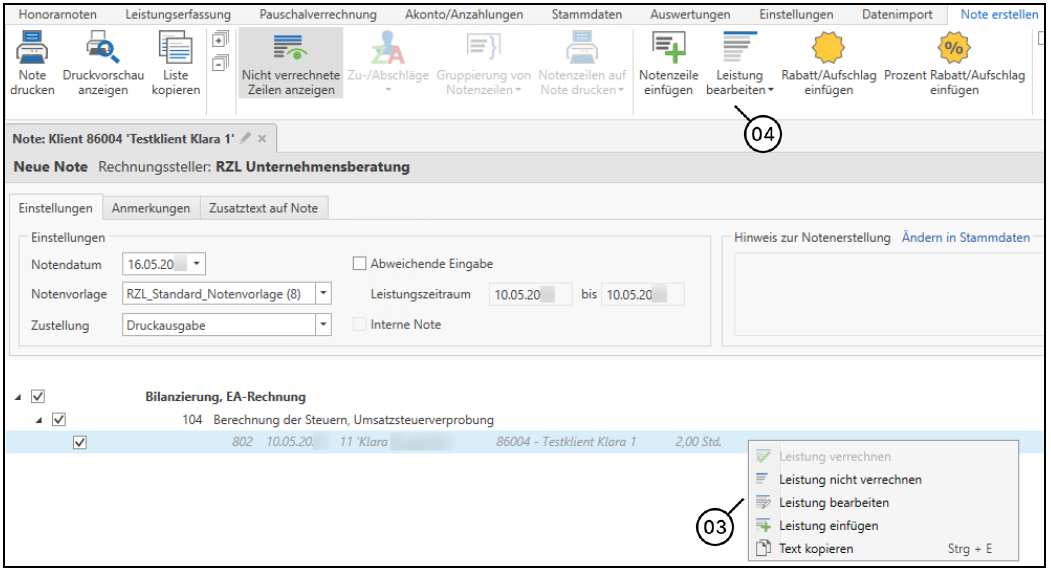 Honorarnoten Leistungserfassung Pauschalverrechnung Akonto/Anzahlungen Stammdaten Auswertungen Einstellungen Datenimport Note erstellen
Note drucken
Druckvorschau anzeigen
Liste kopieren
Nicht verrechnete Zeilen anzeigen
Zu-/Abschläge
Gruppierung von Notenzeilen
Notenzeilen auf Note drucken
Notenzeile einfügen
Leistung bearbeiten
Rabatt/Aufschlag einfügen
Prozent Rabatt/Aufschlag einfügen
04
Note: Klient 86004 'Testklient Klara 1'
Neue Note Rechnungssteller: RZL Unternehmensberatung
Einstellungen Anmerkungen Zusatztext auf Note
Einstellungen
Hinweis zur Notenerstellung Ändern in Stammdaten
Notendatum 16.05.20 Abweichende Eingabe
Notenvorlage RZL_Standard_Notenvorlage (8) Leistungszeitraum 10.05.20 bis 10.05.20
Zustellung Druckausgabe Interne Note
Bilanzierung, EA-Rechnung
104 Berechnung der Steuern, Umsatzsteuerverprobung
802 10.05.20 11 'Klara 86004 - Testklient Klara 1 2,00 Std.
Leistung verrechnen
Leistung nicht verrechnen
Leistung bearbeiten
03
Leistung einfügen
Text kopieren Strg + E